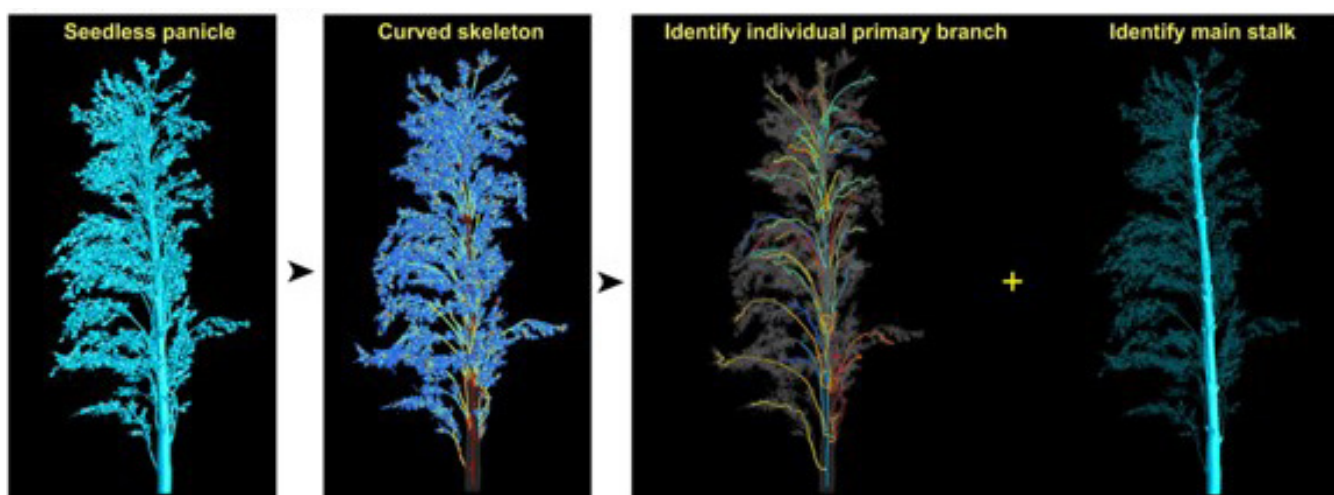 Seedless panicle
Curved skeleton
Identify individual primary branch
Identify main stalk
+